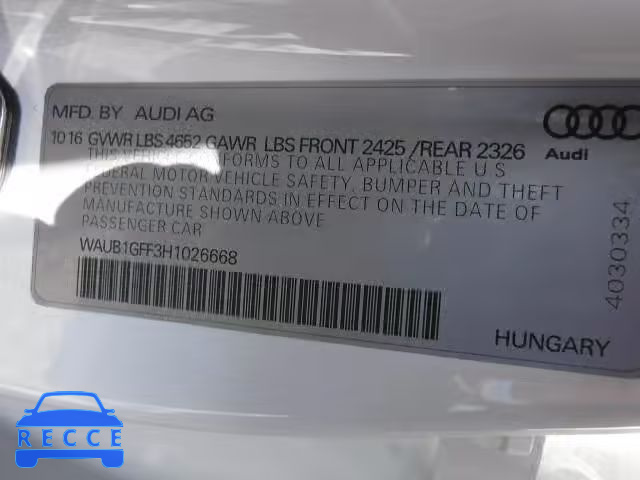 MFD. BY AUDI AG
10 16 GVWR LBS 4652 GAWR LBS FRONT 2425 /REAR 2326
THIS VEHICLE CONFORMS TO ALL APPLICABLE U S
FEDERAL MOTOR VEHICLE SAFETY, BUMPER AND THEFT
PREVENTION STANDARDS IN EFFECT ON THE DATE OF
MANUFACTURE SHOWN ABOVE
PASSENGER CAR
WAUB1GFF3H1026668
Audi
4030334
HUNGARY
RECCE